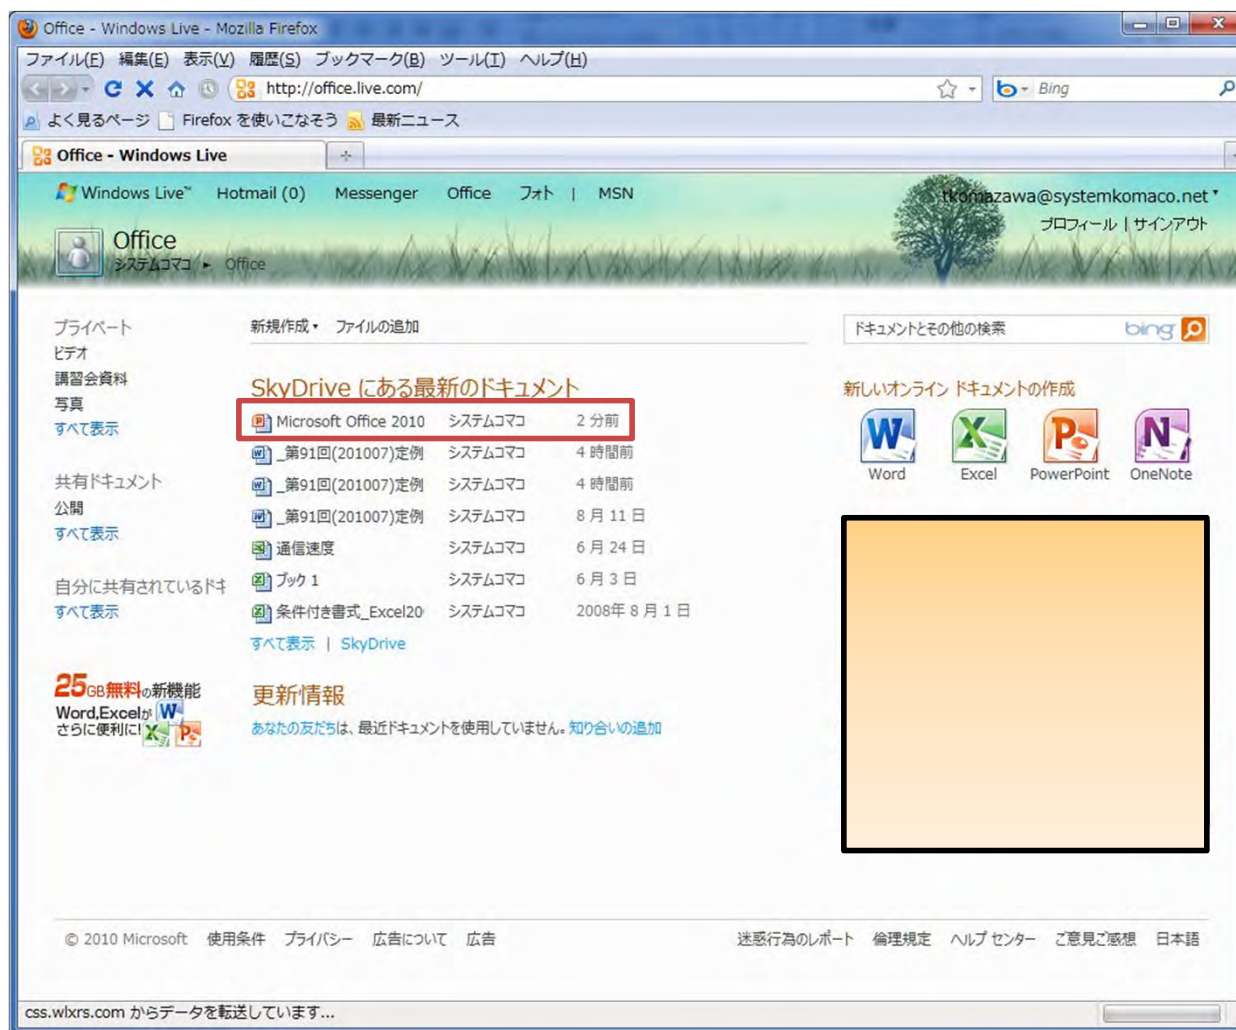 Office - Windows Live - Mozilla Firefox
ファイル(F) 編集(E) 表示(V) 履歴(S) ブックマーク(B) ツール(T) ヘルプ(H)
http://office.live.com/
Bing
よく見るページ Firefox を使いこなそう 最新ニュース
Office - Windows Live
Windows Live™ Hotmail (0) Messenger Office フォト | MSN
tkomazawa@systemkomaco.net
プロフィール | サインアウト
Office
システムコマコ ▸ Office
プライベート
ビデオ
講習会資料
写真
すべて表示
共有ドキュメント
公開
すべて表示
自分に共有されているドキ
すべて表示
25GB無料の新機能
Word,Excelが
さらに便利に!
新規作成▾ ファイルの追加
SkyDrive にある最新のドキュメント
Microsoft Office 2010 システムコマコ 2 分前
_第91回(201007)定例 システムコマコ 4 時間前
_第91回(201007)定例 システムコマコ 4 時間前
_第91回(201007)定例 システムコマコ 8 月 11 日
通信速度 システムコマコ 6 月 24 日
ブック 1 システムコマコ 6 月 3 日
条件付き書式_Excel20 システムコマコ 2008年 8 月 1 日
すべて表示 | SkyDrive
更新情報
あなたの友だちは、最近ドキュメントを使用していません。知り合いの追加
ドキュメントとその他の検索 bing
新しいオンライン ドキュメントの作成
Word Excel PowerPoint OneNote
© 2010 Microsoft 使用条件 プライバシー 広告について 広告 迷惑行為のレポート 倫理規定 ヘルプ センター ご意見ご感想 日本語
css.wlxrs.com からデータを転送しています...